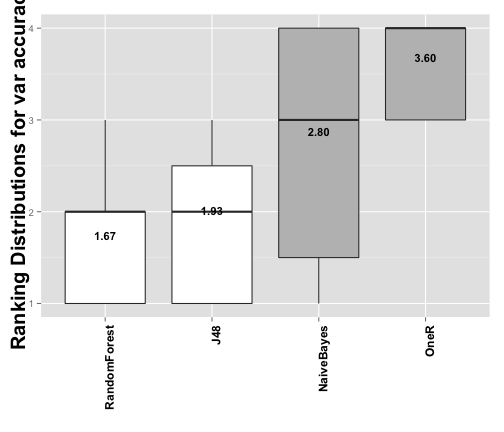 Ranking Distributions for var
4
3
2
1
1.67
1.93
2.80
3.60
RandomForest
J48
NaiveBayes
OneR